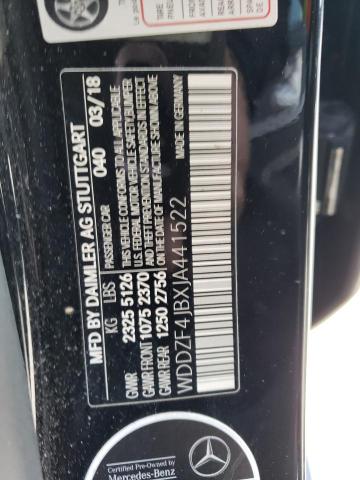 MFD BY DAIMLER AG STUTTGART
KG LBS PASSENGER CAR 040 03/18
GVWR 2325 5126 THIS VEHICLE CONFORMS TO ALL APPLICABLE
GAWR FRONT 1075 2370 U.S. FEDERAL MOTOR VEHICLE SAFETY/BUMPER
GAWR REAR 1250 2756 AND THEFT PREVENTION STANDARDS IN EFFECT
ON THE DATE OF MANUFACTURE SHOWN ABOVE
WDDZF4JBXJA441522 MADE IN GERMANY
Certified Pre-Owned by
Mercedes-Benz
TIRE